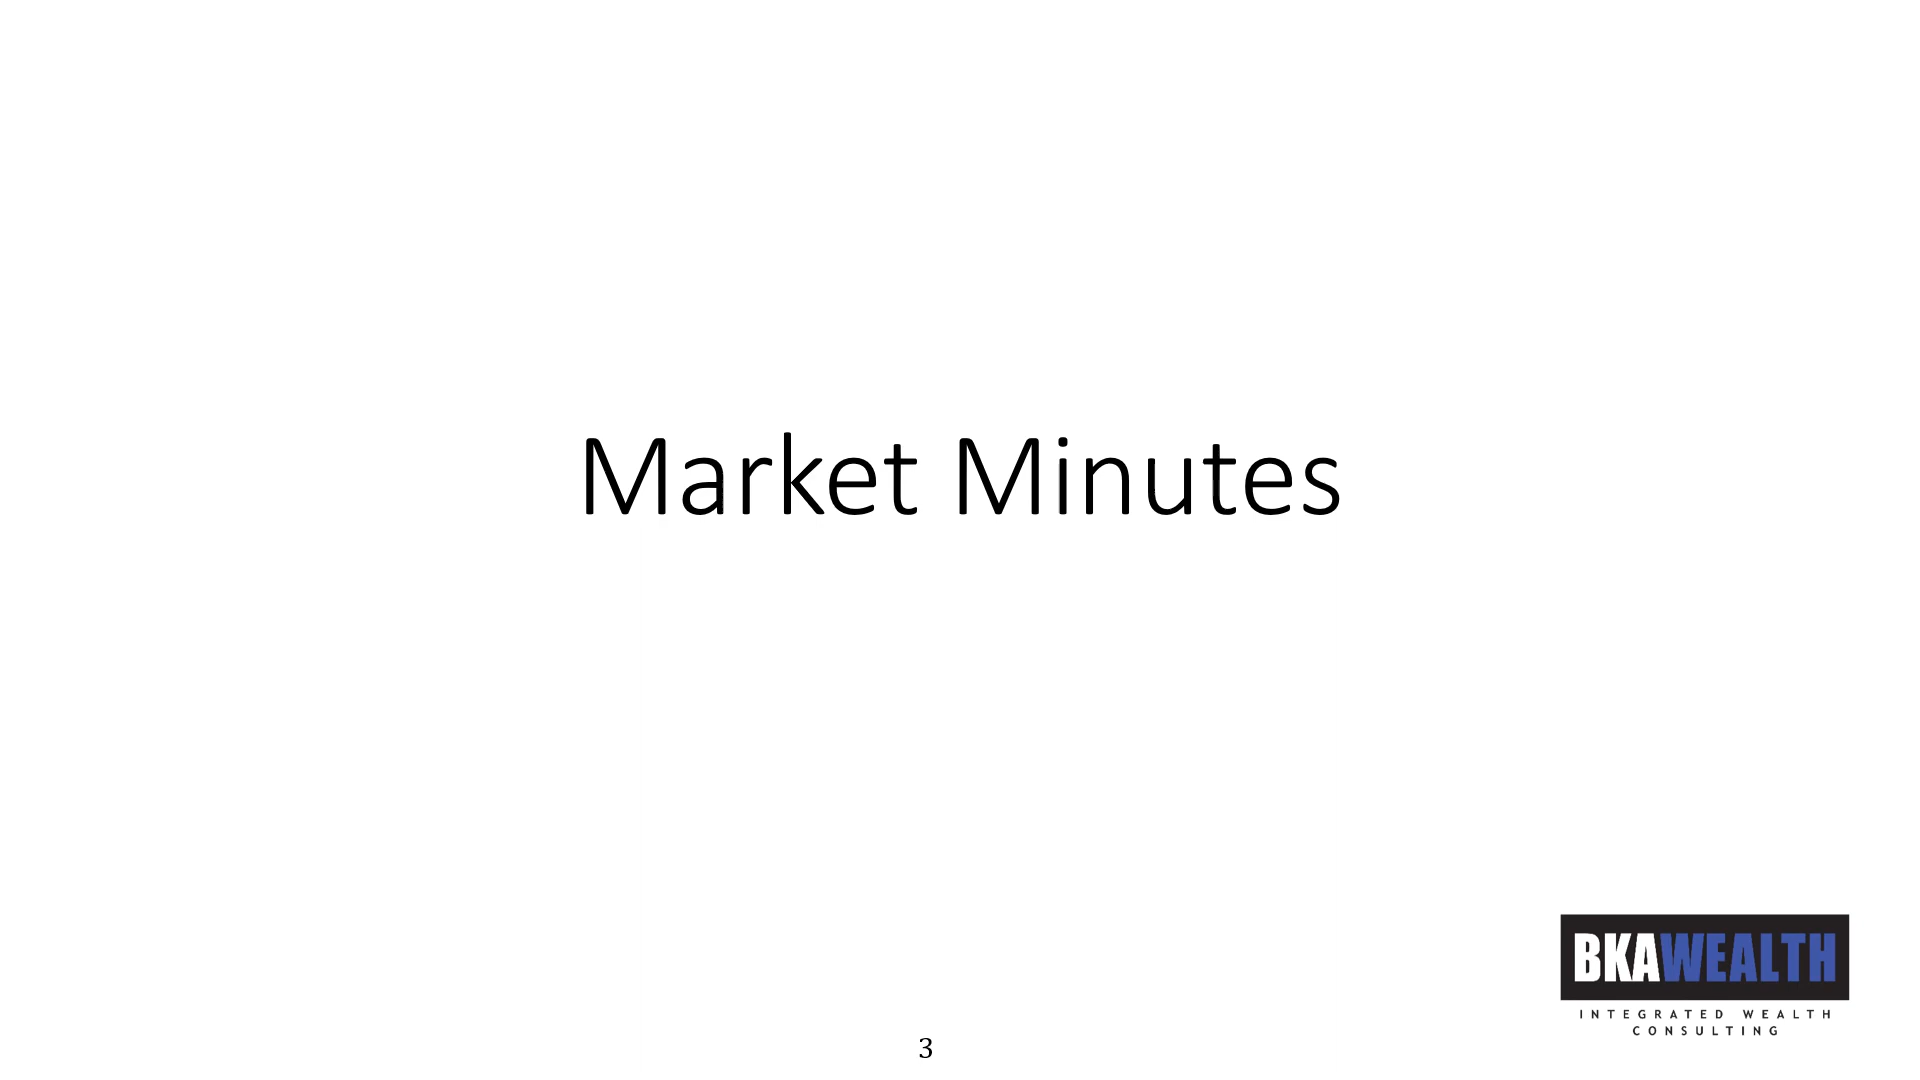 Market Minutes
BKAWEALTH
INTEGRATED WEALTH
CONSULTING
3